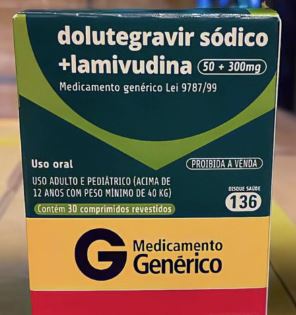 dolutegravir sódico
+lamivudina 50 + 300mg
Medicamento genérico Lei 9787/99
Uso oral
PROIBIDA A VENDA
USO ADULTO E PEDIÁTRICO (ACIMA DE
12 ANOS COM PESO MÍNIMO DE 40 KG)
Contém 30 comprimidos revestidos
DISQUE SAÚDE
136
G Medicamento
Genérico